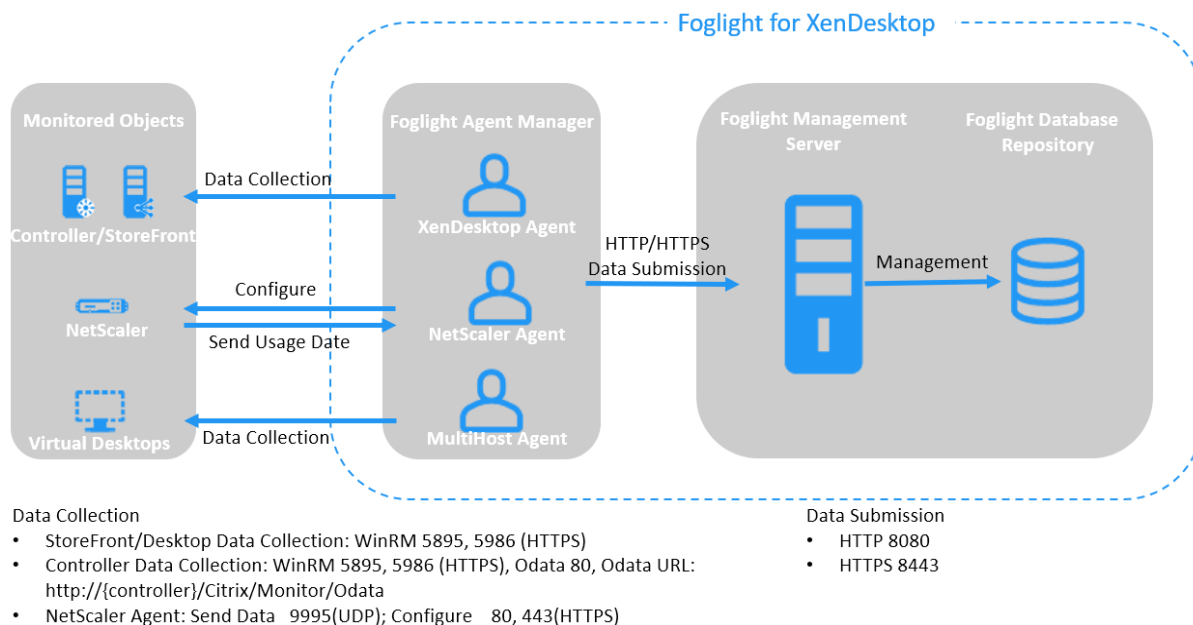 Foglight for XenDesktop
Monitored Objects
Controller/StoreFront
NetScaler
Virtual Desktops
Data Collection
Configure
Send Usage Date
Data Collection
Foglight Agent Manager
XenDesktop Agent
NetScaler Agent
MultiHost Agent
HTTP/HTTPS
Data Submission
Foglight Management
Server
Management
Foglight Database
Repository
Data Collection
• StoreFront/Desktop Data Collection: WinRM 5895, 5986 (HTTPS)
• Controller Data Collection: WinRM 5895, 5986 (HTTPS), Odata 80, Odata URL:
http://{controller}/Citrix/Monitor/Odata
• NetScaler Agent: Send Data 9995(UDP); Configure 80, 443(HTTPS)
Data Submission
• HTTP 8080
• HTTPS 8443